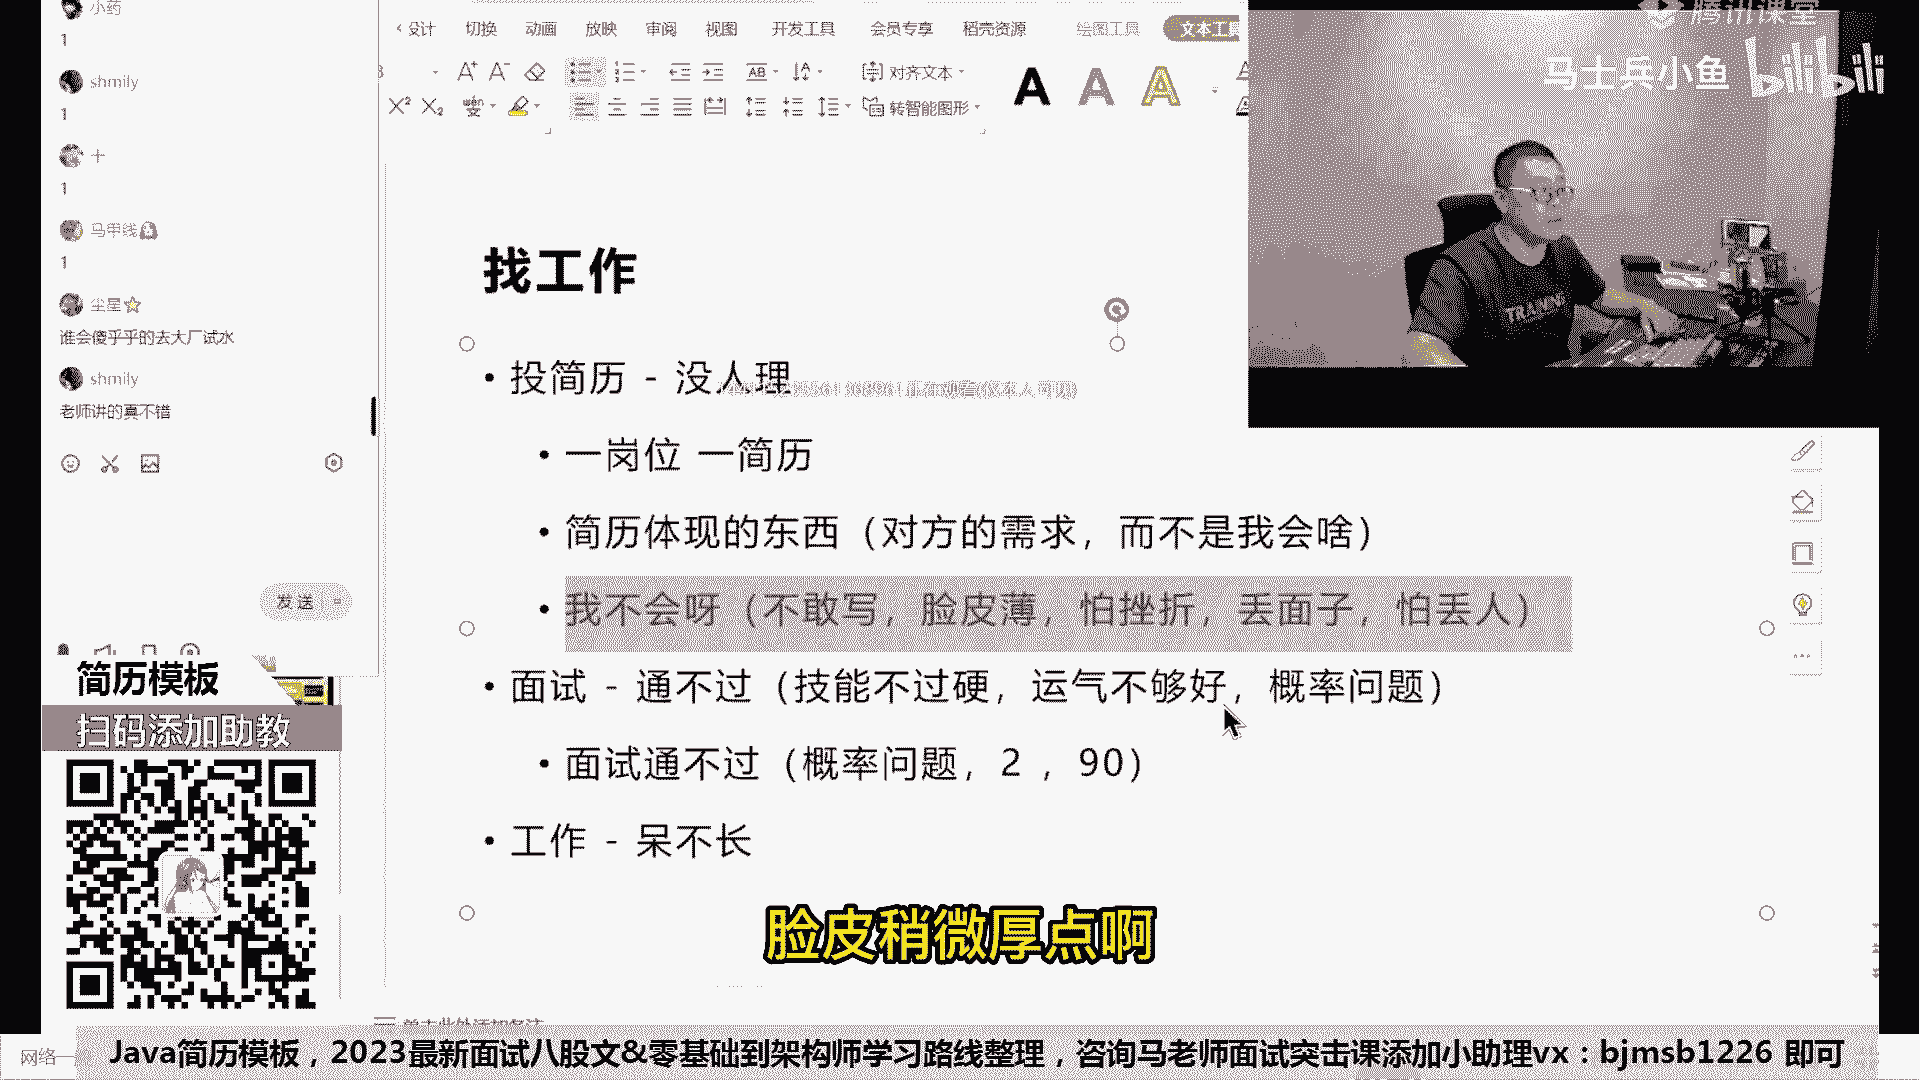 小药
1
shmily
1
十
1
马甲线
1
尘星
谁会傻乎乎的去大厂试水
shmily
老师讲的真不错
发送
设计 切换 动画 放映 审阅 视图 开发工具 会员专享 稻壳资源 绘图工具 文本工具
对齐文本
转智能图形
腾讯课堂
马士兵小鱼 bilibili
找工作
• 投简历 - 没人理
• 一岗位 一简历
• 简历体现的东西（对方的需求，而不是我会啥）
• 我不会呀（不敢写，脸皮薄，怕挫折，丢面子，怕丢人）
• 面试 - 通不过（技能不过硬，运气不够好，概率问题）
• 面试通不过（概率问题，2 ，90）
• 工作 - 呆不长
脸皮稍微厚点啊
简历模板
扫码添加助教
单击此处添加备注
网络
Java简历模板，2023最新面试八股文&零基础到架构师学习路线整理，咨询马老师面试突击课添加小助理vx：bjmsb1226 即可